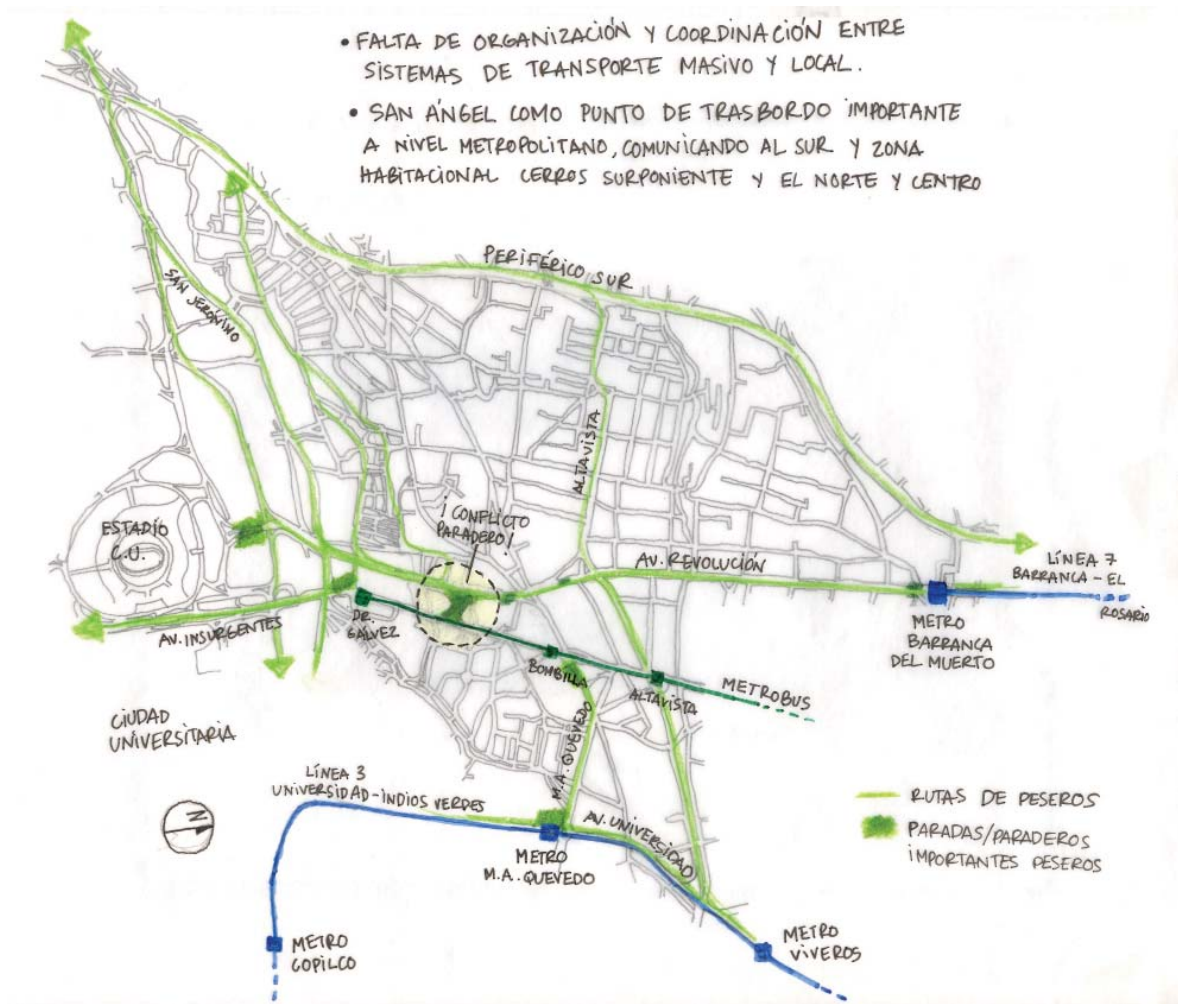 • FALTA DE ORGANIZACIÓN Y COORDINACIÓN ENTRE
SISTEMAS DE TRANSPORTE MASIVO Y LOCAL.
• SAN ÁNGEL COMO PUNTO DE TRASBORDO IMPORTANTE
A NIVEL METROPOLITANO, COMUNICANDO AL SUR Y ZONA
HABITACIONAL CERROS SURPONIENTE Y EL NORTE Y CENTRO
PERIFÉRICO SUR
SAN JERÓNIMO
ALTAVISTA
ESTADIO
C.U.
¡CONFLICTO
PARADERO!
AV. REVOLUCIÓN
LÍNEA 7
BARRANCA - EL
ROSARIO
METRO
BARRANCA
DEL MUERTO
AV. INSURGENTES
DR.
GÁLVEZ
BOMBILLA
ALTAVISTA
METROBUS
CIUDAD
UNIVERSITARIA
M.A. QUEVEDO
LÍNEA 3
UNIVERSIDAD-INDIOS VERDES
AV. UNIVERSIDAD
N
METRO
M.A. QUEVEDO
RUTAS DE PESEROS
PARADAS/PARADEROS
IMPORTANTES PESEROS
METRO
COPILCO
METRO
VIVEROS